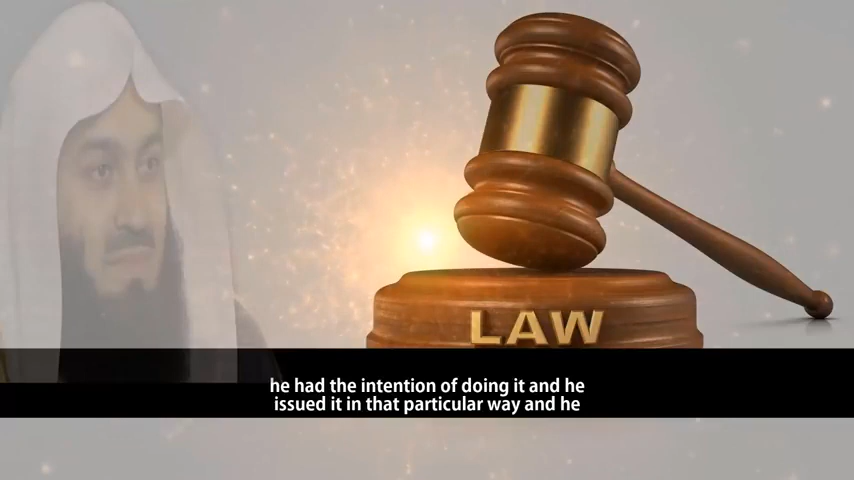 LAW
he had the intention of doing it and he
issued it in that particular way and he